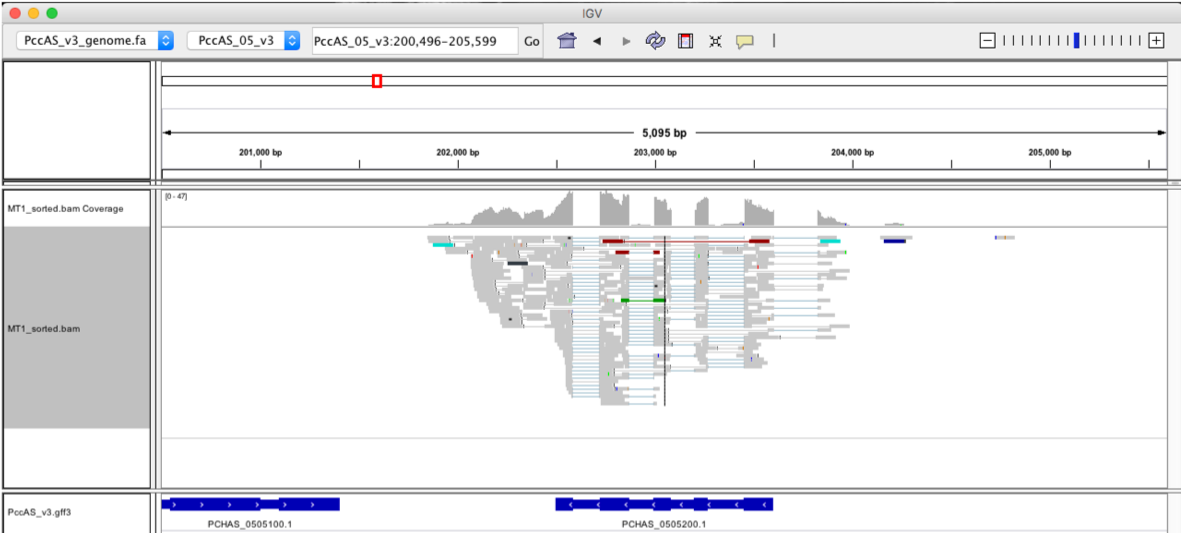 IGV
PccAS_v3_genome.fa PccAS_05_v3 PccAS_05_v3:200,496-205,599 Go
5,095 bp
201,000 bp 202,000 bp 203,000 bp 204,000 bp 205,000 bp
[0 - 47]
MT1_sorted.bam Coverage
MT1_sorted.bam
PccAS_v3.gff3
PCHAS_0505100.1 PCHAS_0505200.1